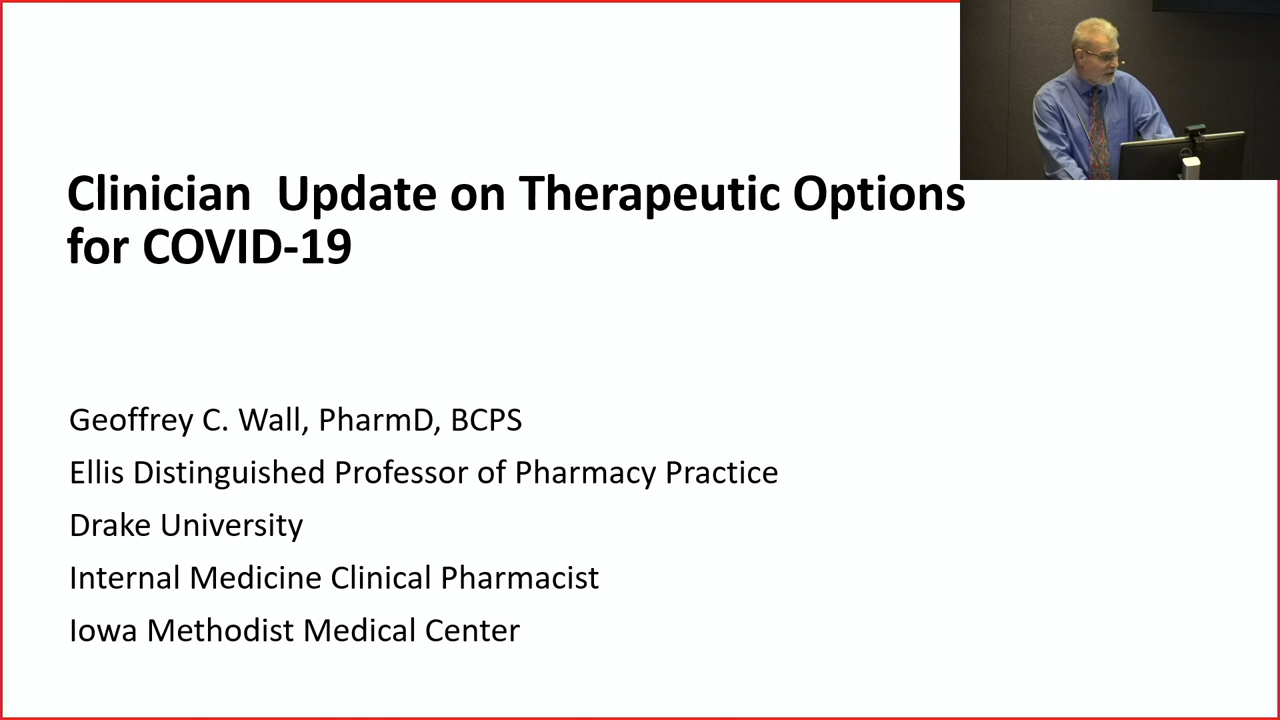 Clinician  Update on Therapeutic Options
for COVID-19
Geoffrey C. Wall, PharmD, BCPS
Ellis Distinguished Professor of Pharmacy Practice
Drake University
Internal Medicine Clinical Pharmacist
Iowa Methodist Medical Center